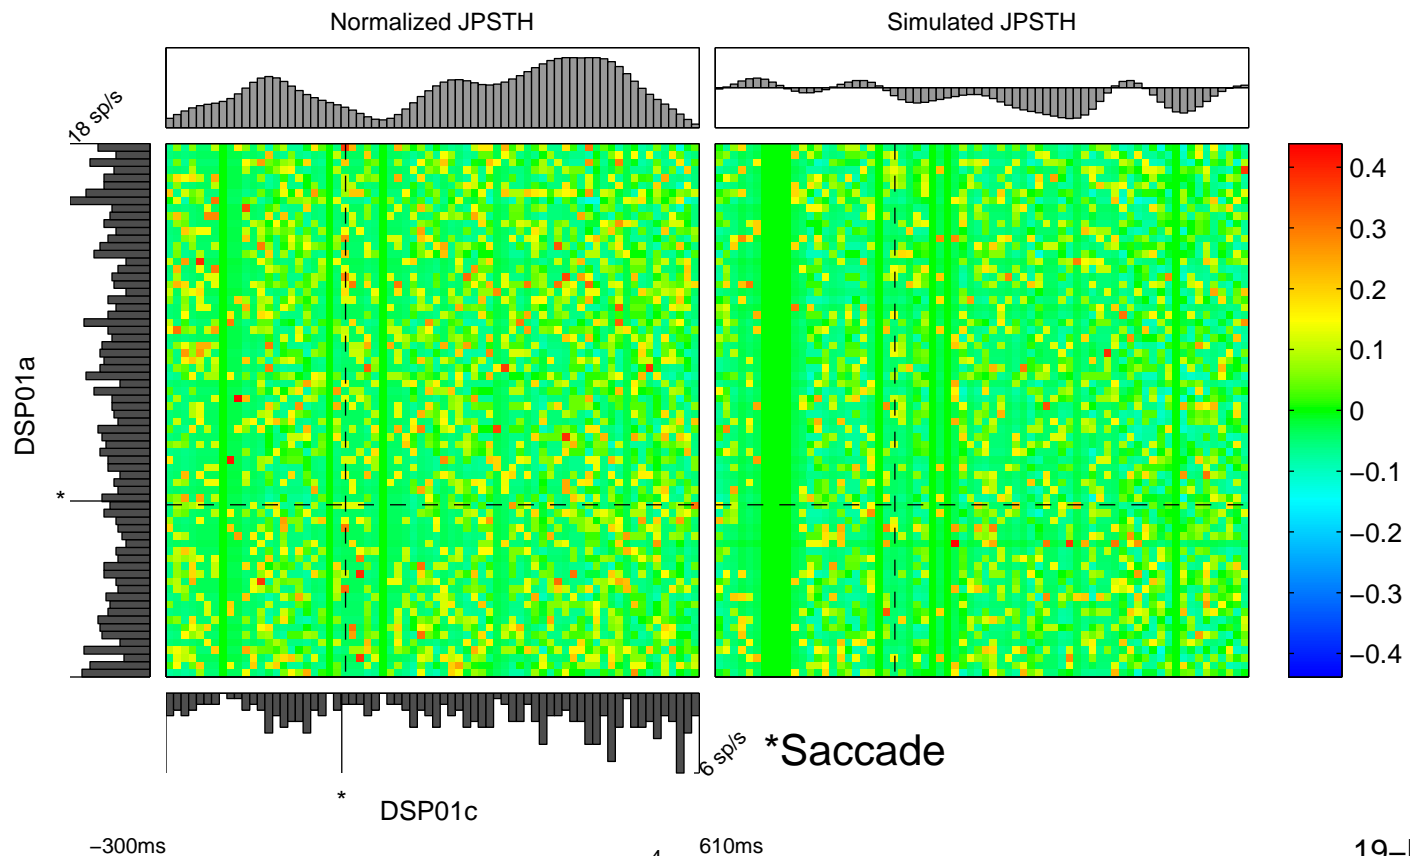 Normalized JPSTH
Simulated JPSTH
18 sp/s
0.4
0.3
0.2
0.1
0
−0.1
−0.2
−0.3
−0.4
DSP01a
*
6 sp/s
*Saccade
*
DSP01c
−300ms
610ms